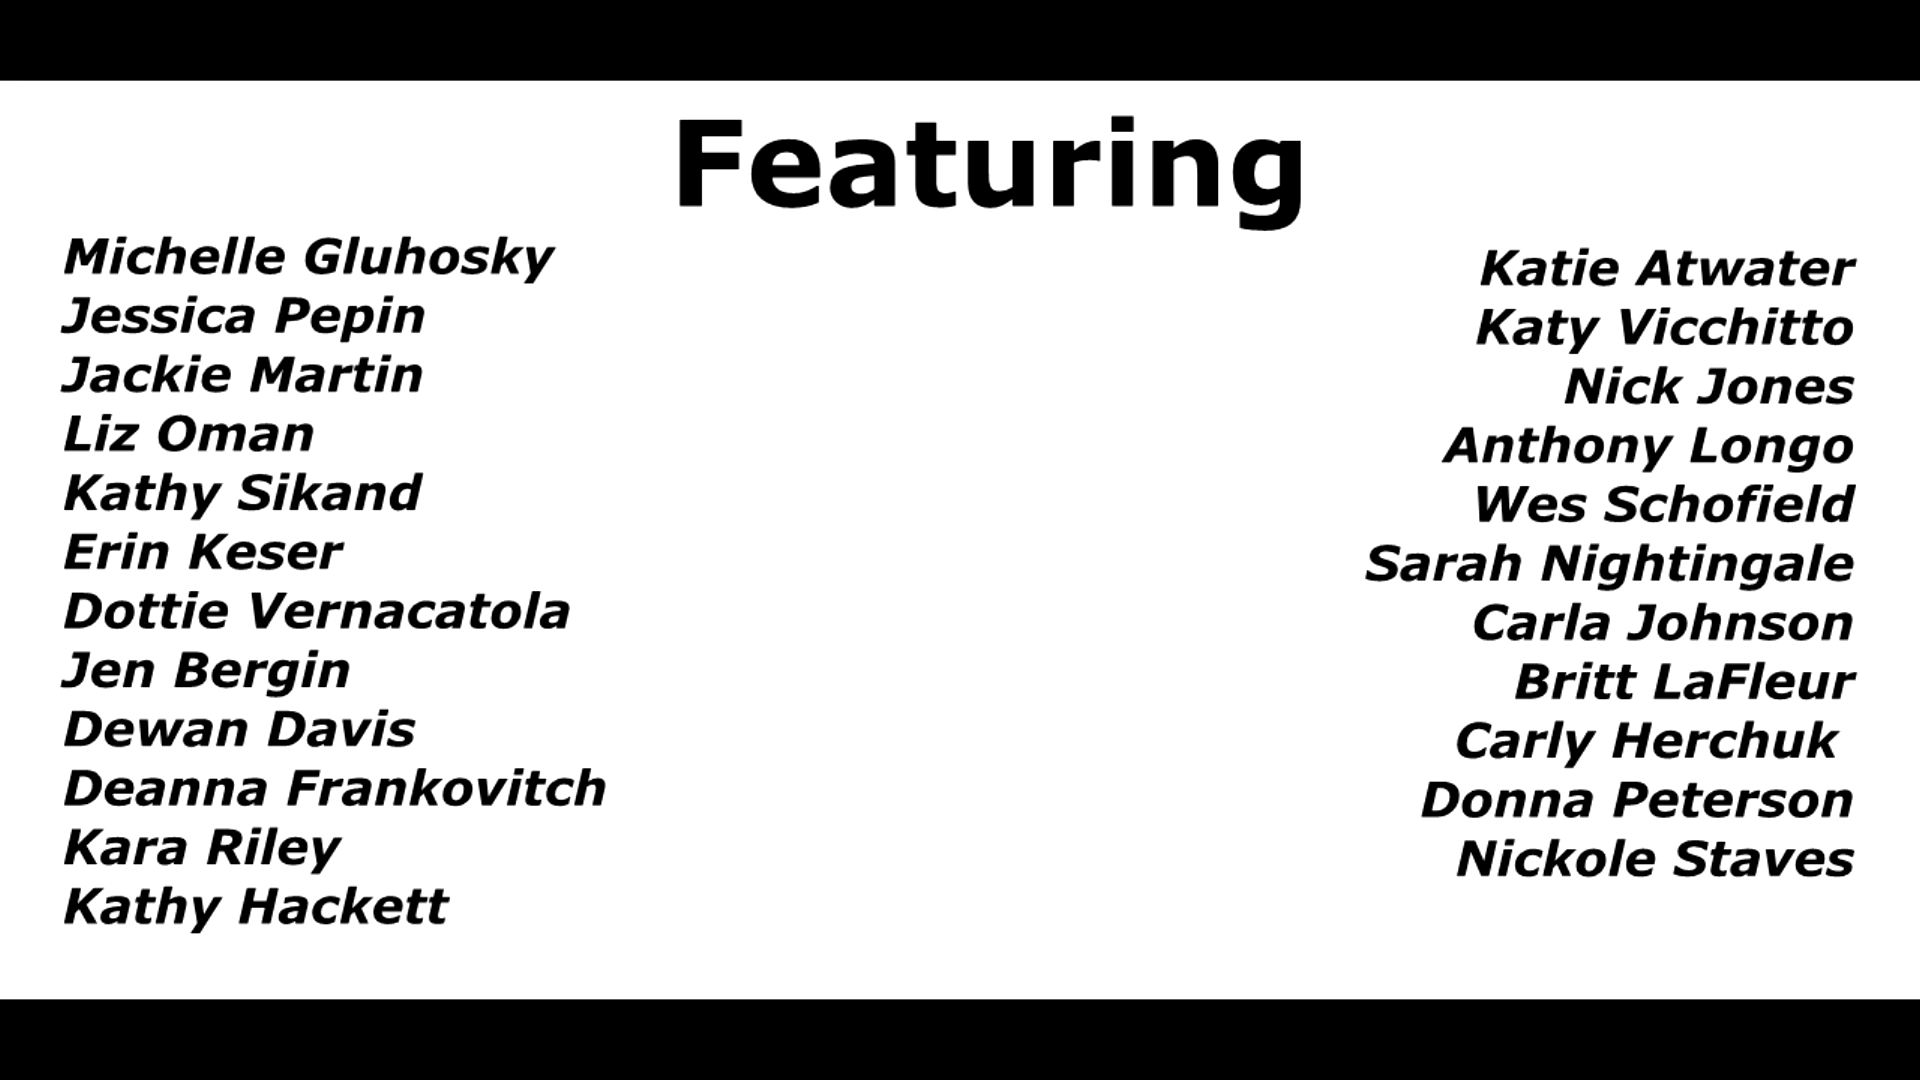 Featuring
Michelle Gluhosky
Jessica Pepin
Jackie Martin
Liz Oman
Kathy Sikand
Erin Keser
Dottie Vernacatola
Jen Bergin
Dewan Davis
Deanna Frankovitch
Kara Riley
Kathy Hackett
Katie Atwater
Katy Vicchitto
Nick Jones
Anthony Longo
Wes Schofield
Sarah Nightingale
Carla Johnson
Britt LaFleur
Carly Herchuk
Donna Peterson
Nickole Staves